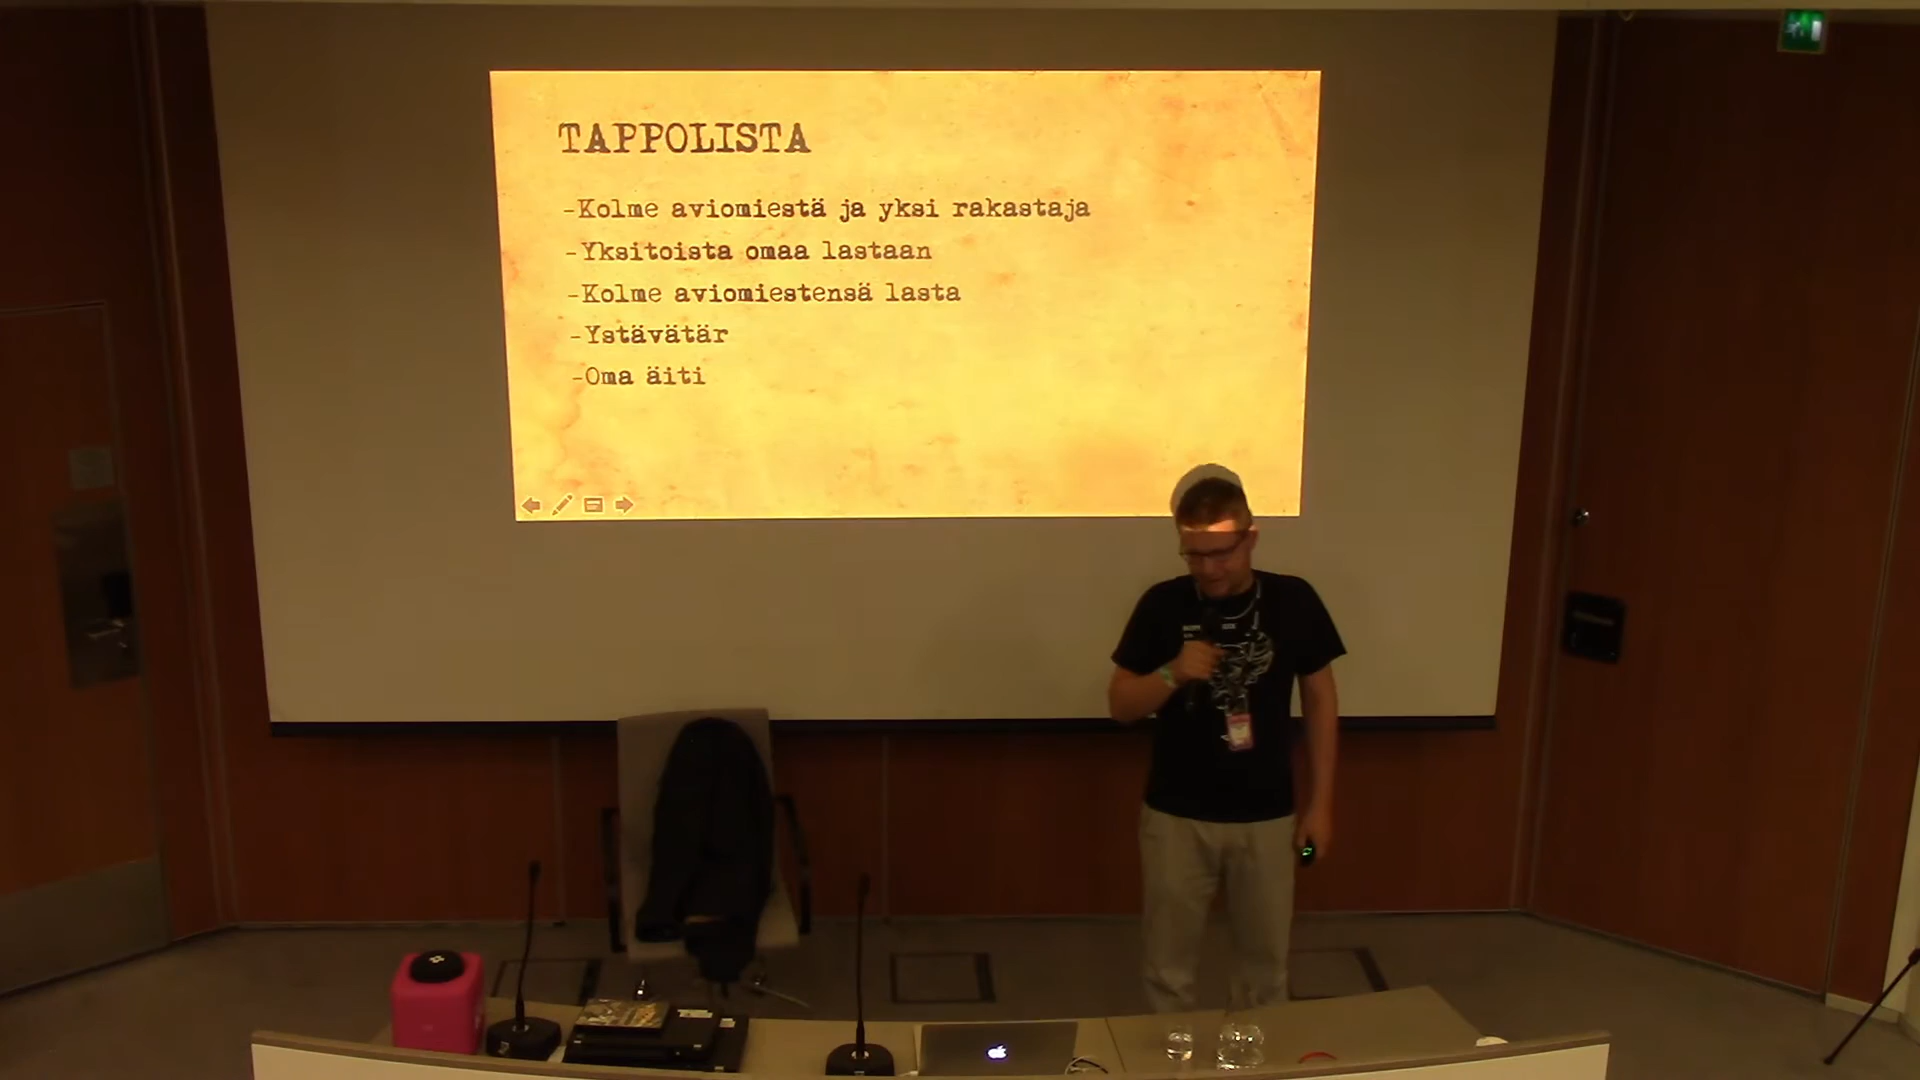 TAPPOLISTA
-Kolme aviomiestä ja yksi rakastaja
-Yksitoista omaa lastaan
-Kolme aviomiestensä lasta
-Ystävätär
-Oma äiti